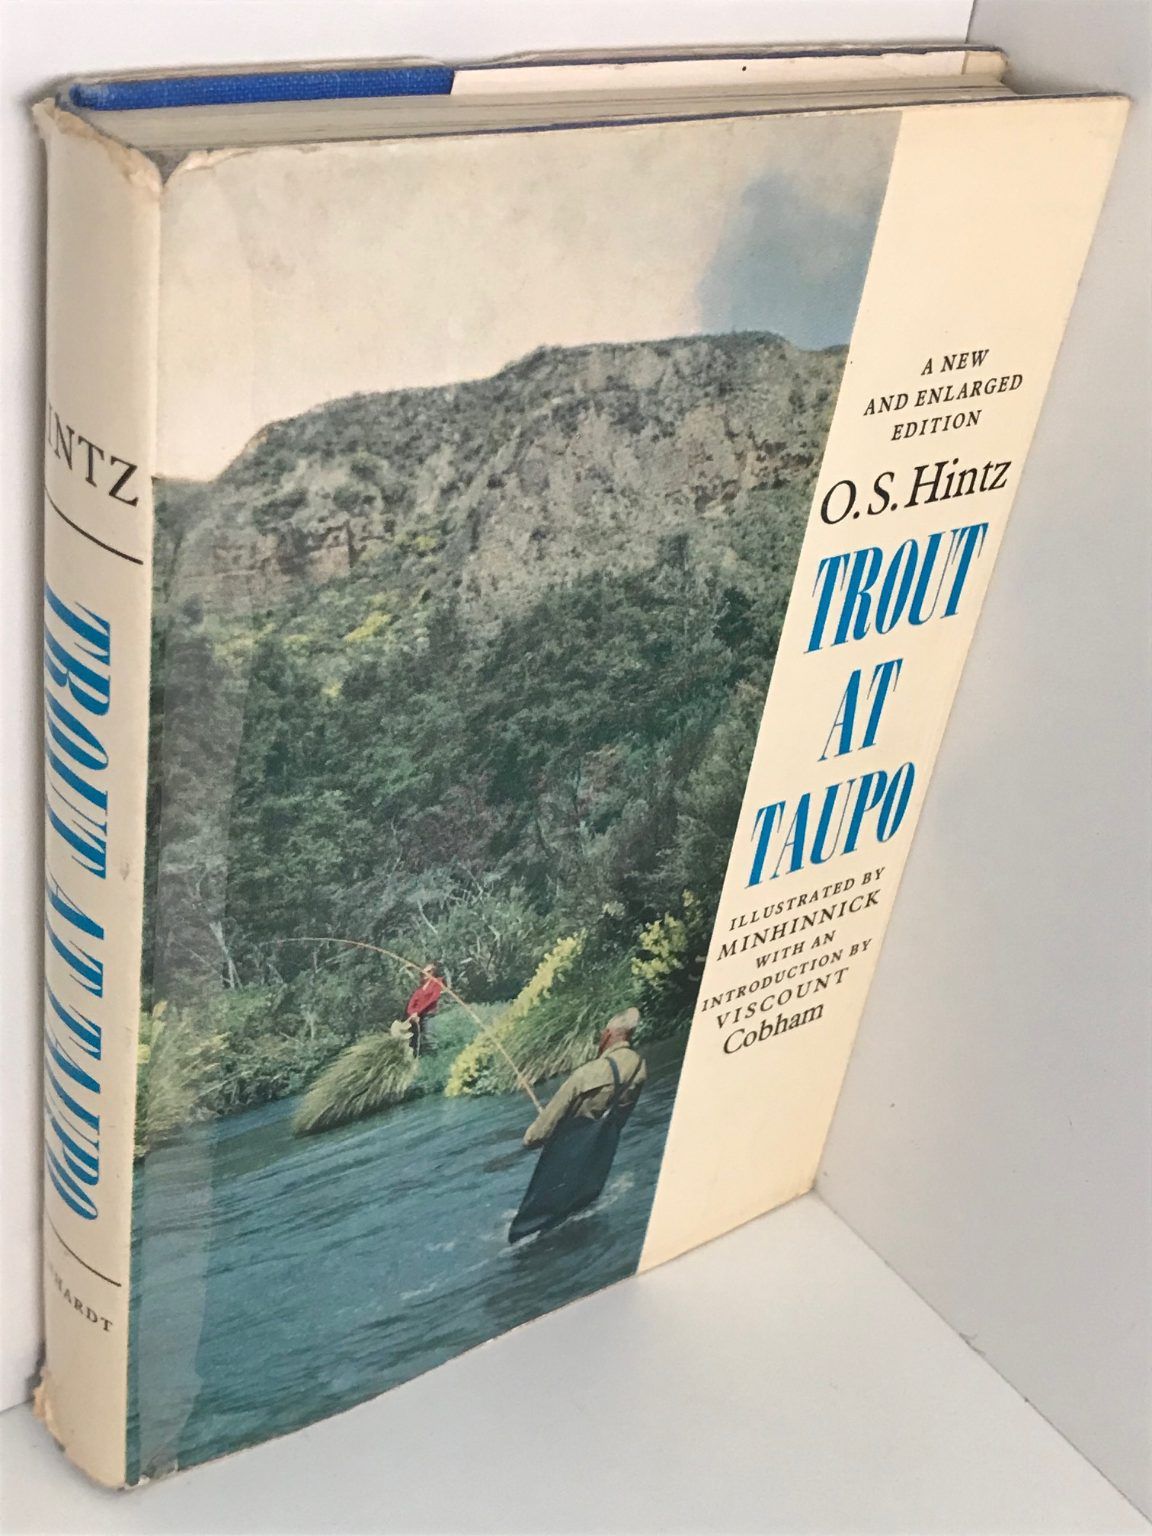 A NEW
AND ENLARGED
EDITION
O.S. Hintz
TROUT
AT
TAUPO
ILLUSTRATED BY
MINHINNICK
WITH AN
INTRODUCTION BY
VISCOUNT
Cobham
INTZ
TROUT AT TAUPO
HARDT